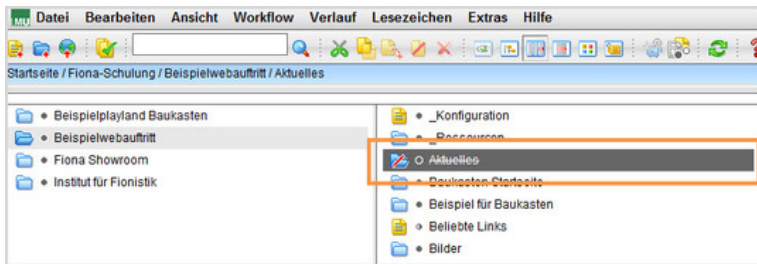 MU Datei Bearbeiten Ansicht Workflow Verlauf Lesezeichen Extras Hilfe
Startseite / Fiona-Schulung / Beispielwebauftritt / Aktuelles
Beispielplayland Baukasten
Beispielwebauftritt
Fiona Showroom
Institut für Fionistik
_Konfiguration
_Ressourcen
Aktuelles
Baukasten Startseite
Beispiel für Baukasten
Beliebte Links
Bilder